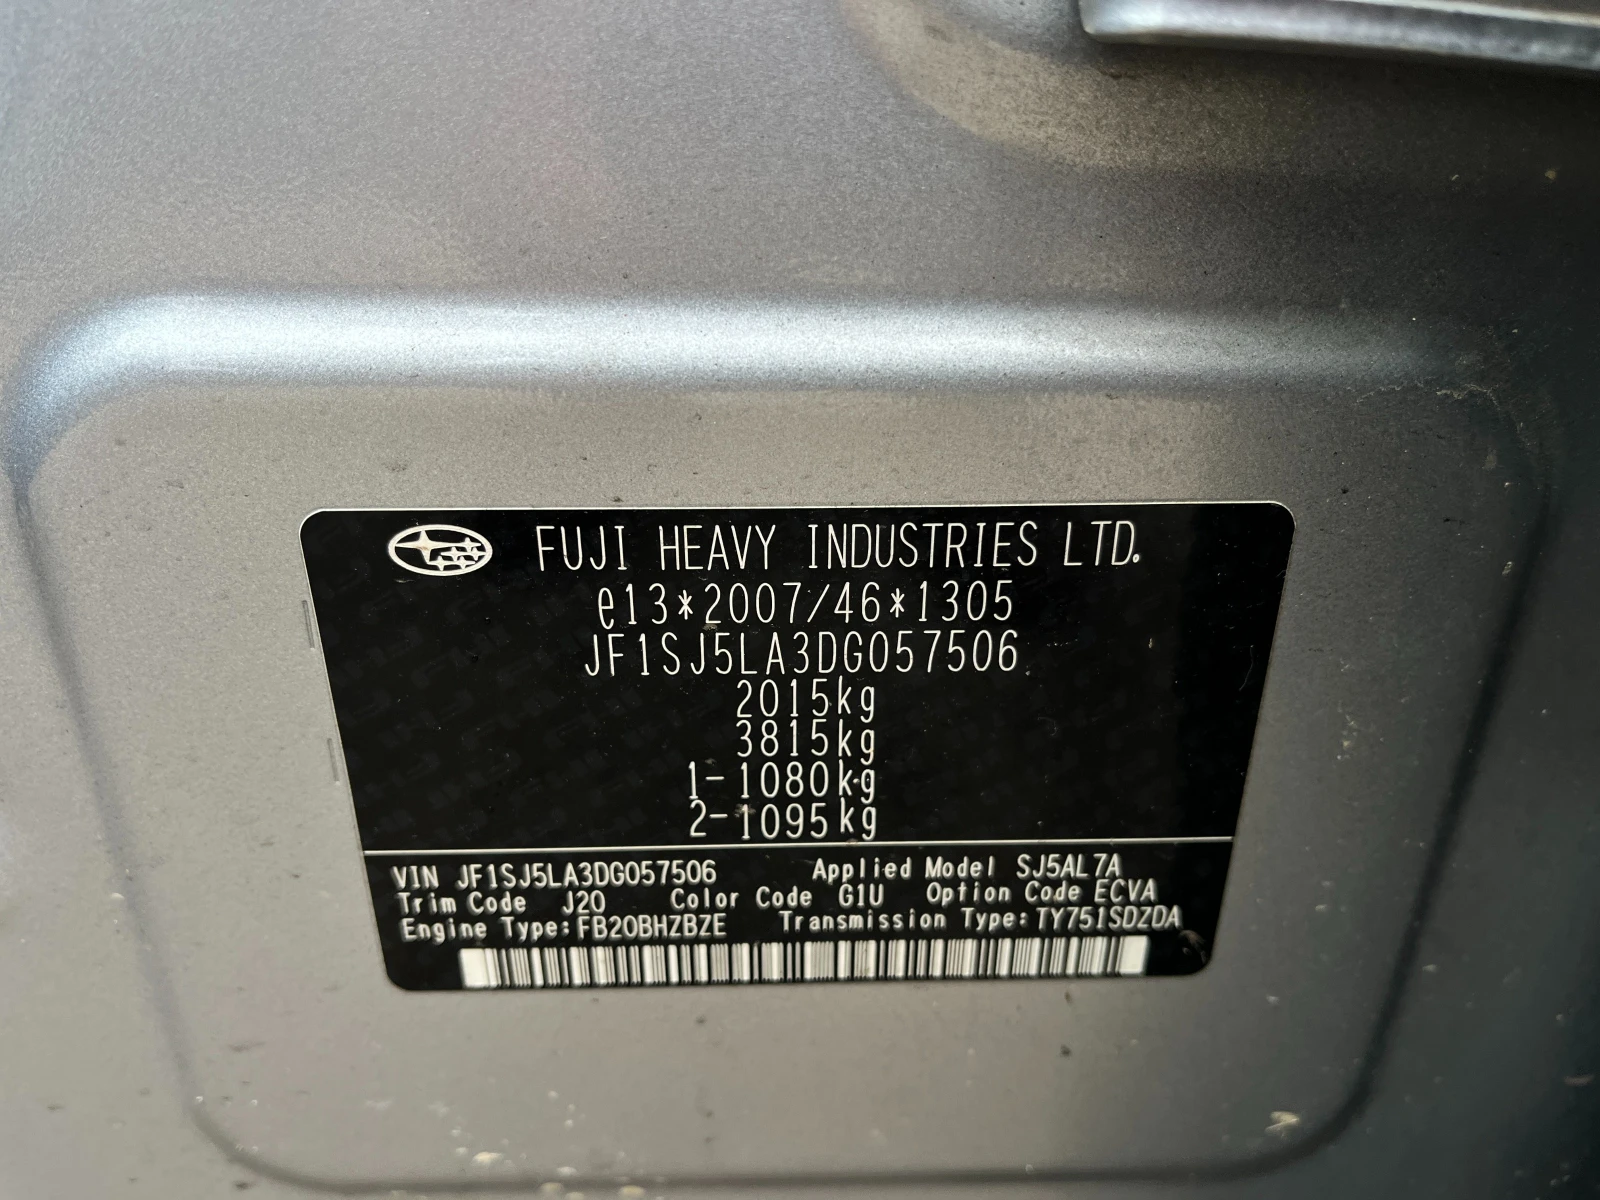 FUJI HEAVY INDUSTRIES LTD.
e13*2007/46*1305
JF1SJ5LA3DG057506
2015kg
3815kg
1-1080kg
2-1095kg
VIN JF1SJ5LA3DG057506 Applied Model SJ5AL7A
Trim Code J20 Color Code G1U Option Code ECVA
Engine Type:FB20BHZBZE Transmission Type:TY751SDZDA